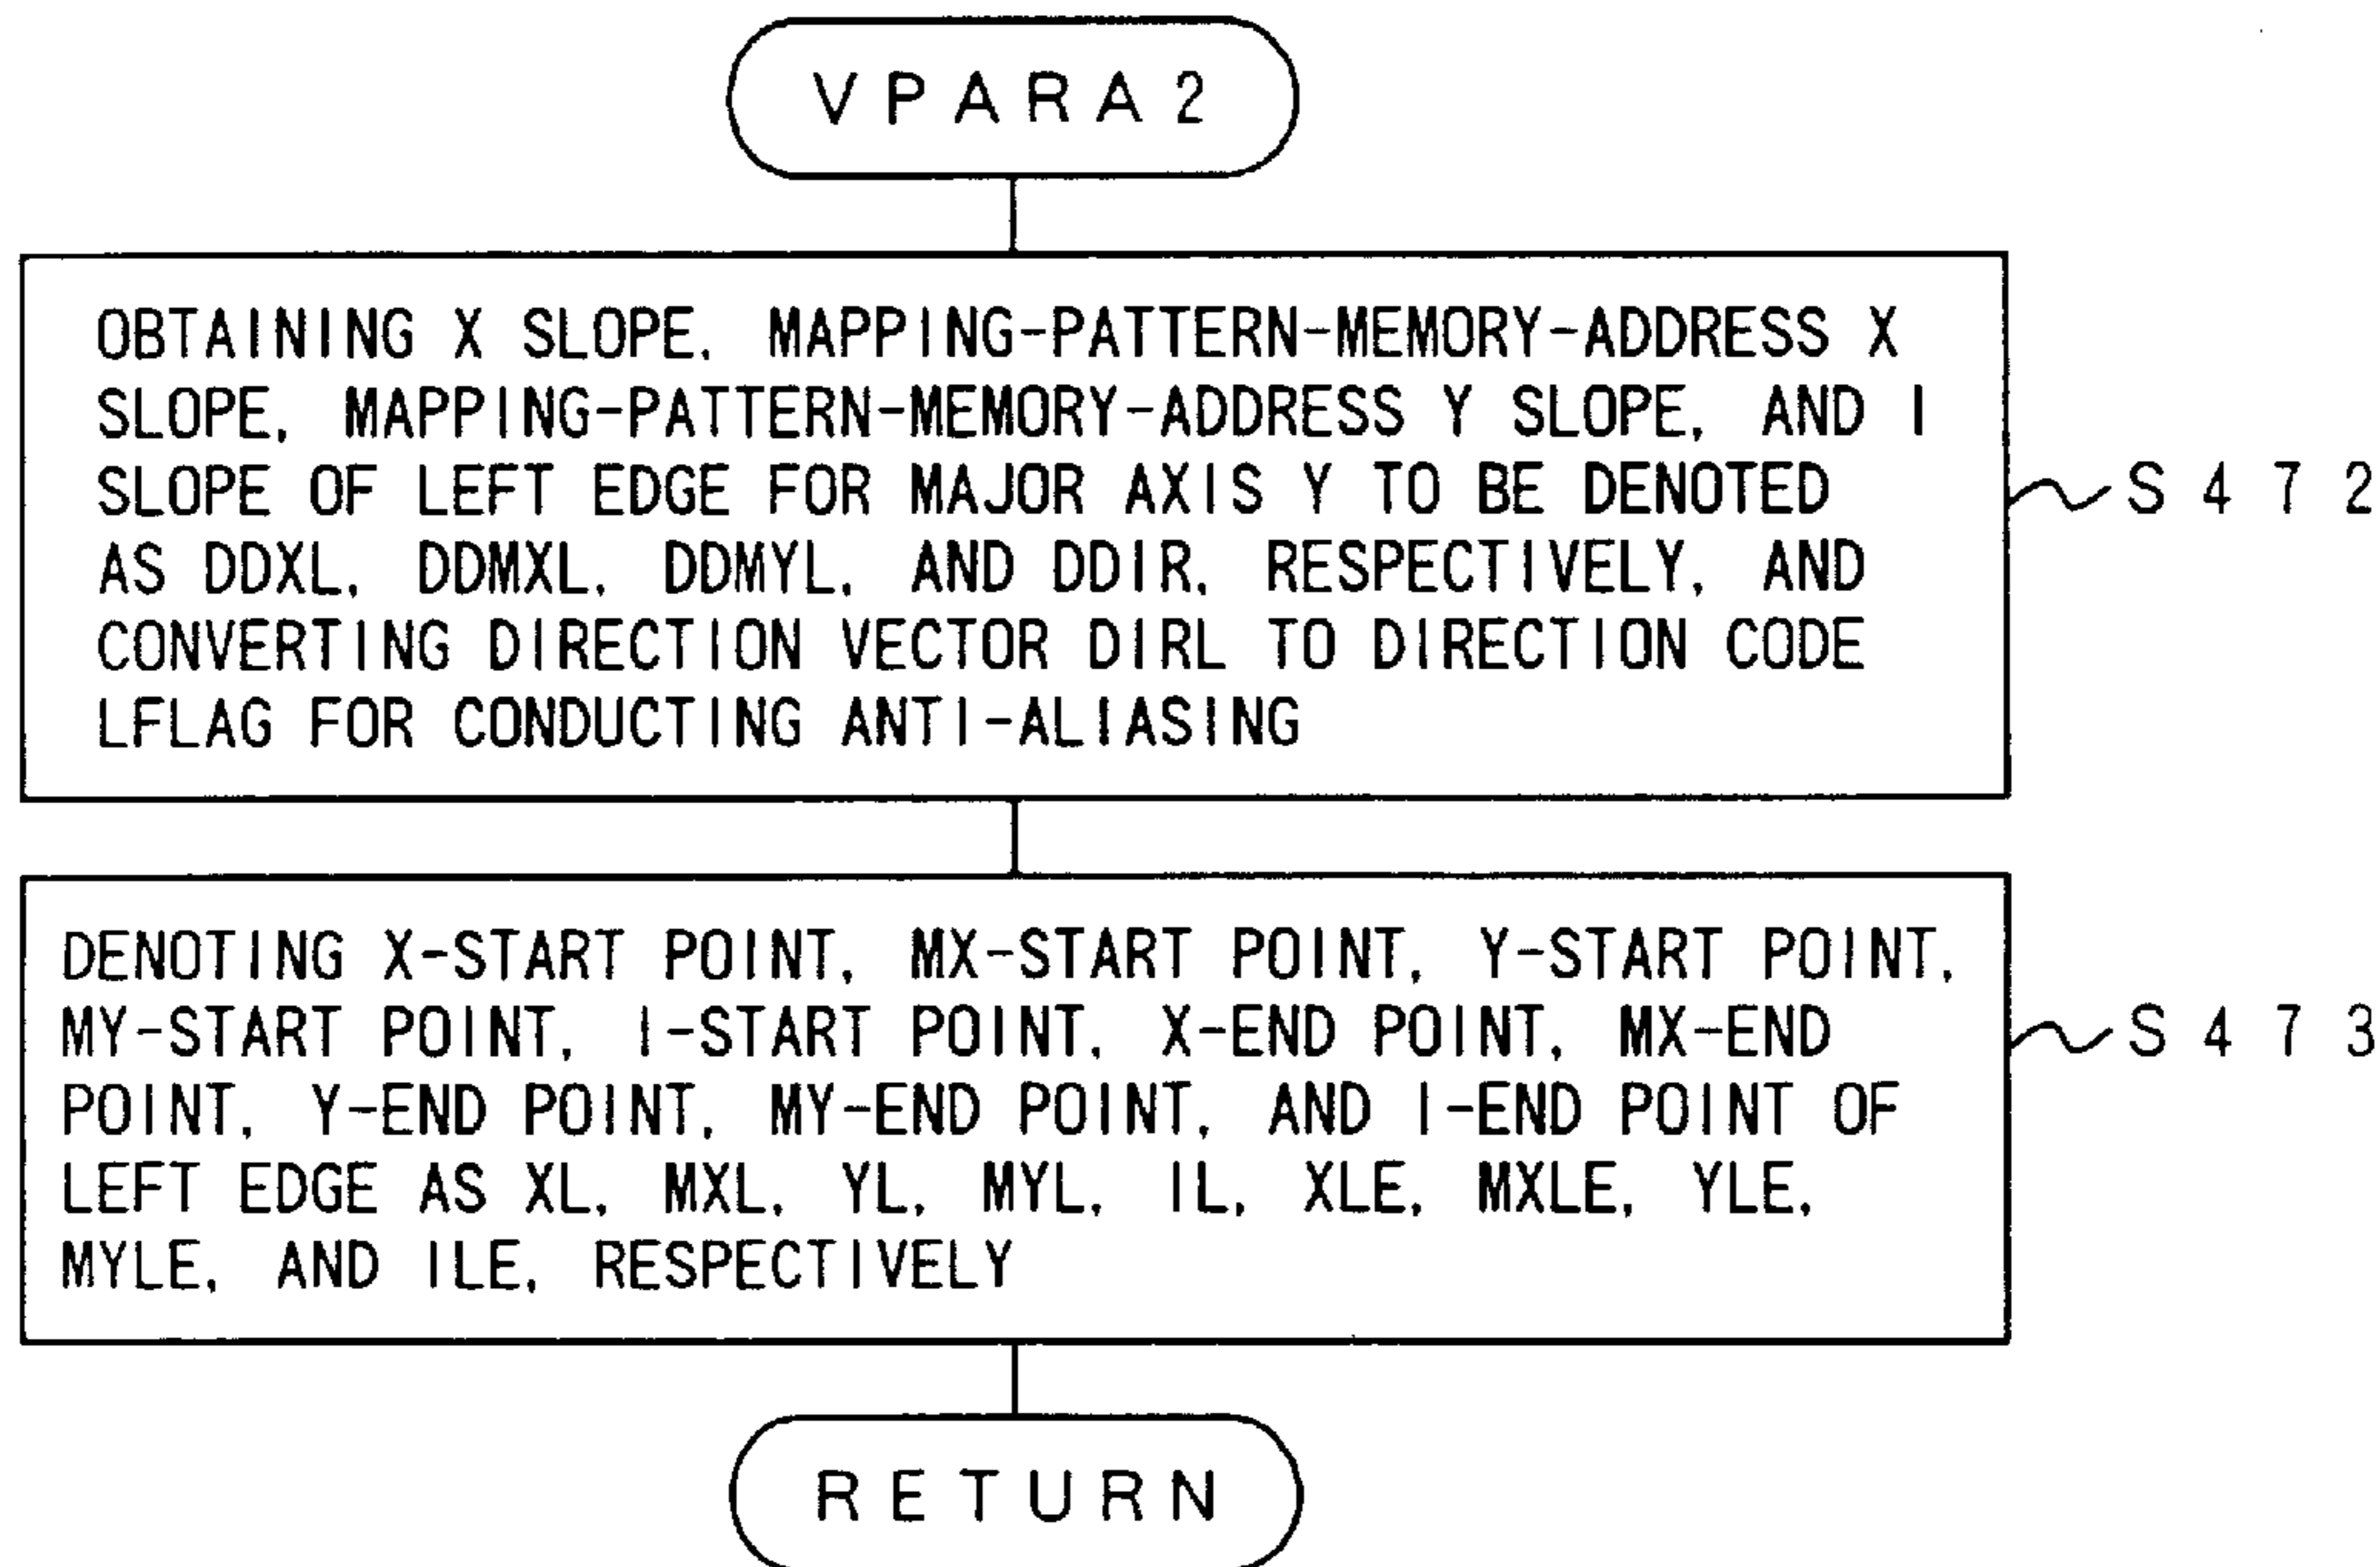 VPARA2
OBTAINING X SLOPE, MAPPING-PATTERN-MEMORY-ADDRESS X
SLOPE, MAPPING-PATTERN-MEMORY-ADDRESS Y SLOPE, AND I
SLOPE OF LEFT EDGE FOR MAJOR AXIS Y TO BE DENOTED
AS DDXL, DDMXL, DDMYL, AND DDIR, RESPECTIVELY, AND
CONVERTING DIRECTION VECTOR DIRL TO DIRECTION CODE
LFLAG FOR CONDUCTING ANTI-ALIASING
S472
DENOTING X-START POINT, MX-START POINT, Y-START POINT,
MY-START POINT, I-START POINT, X-END POINT, MX-END
POINT, Y-END POINT, MY-END POINT, AND I-END POINT OF
LEFT EDGE AS XL, MXL, YL, MYL, IL, XLE, MXLE, YLE,
MYLE, AND ILE, RESPECTIVELY
S473
RETURN